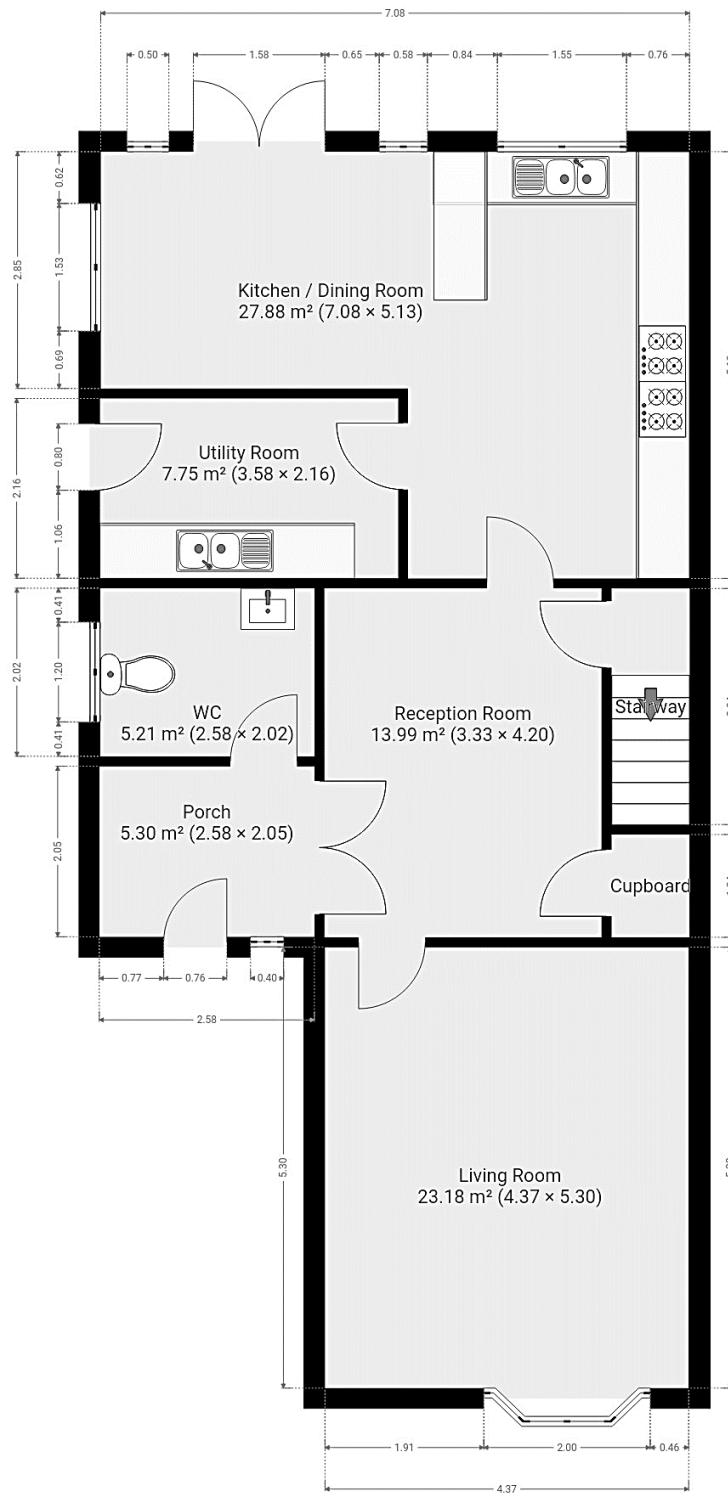 7.08
0.50
1.58
0.65
0.58
0.84
1.55
0.76
0.62
2.85
1.53
0.69
Kitchen / Dining Room
27.88 m² (7.08 × 5.13)
2.16
0.80
1.06
Utility Room
7.75 m² (3.58 × 2.16)
0.41
2.02
1.20
0.41
WC
5.21 m² (2.58 × 2.02)
Reception Room
13.99 m² (3.33 × 4.20)
Stairway
2.05
Porch
5.30 m² (2.58 × 2.05)
Cupboard
0.77
0.76
0.40
2.58
5.30
Living Room
23.18 m² (4.37 × 5.30)
1.91
2.00
0.46
4.37